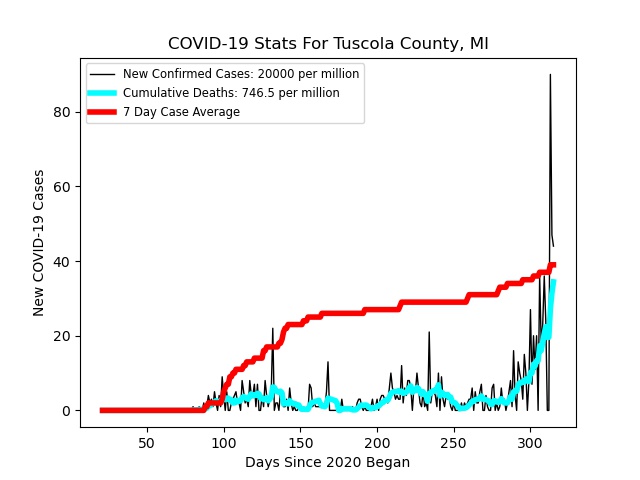 COVID-19 Stats For Tuscola County, MI
New Confirmed Cases: 20000 per million
Cumulative Deaths: 746.5 per million
7 Day Case Average
New COVID-19 Cases
80
60
40
20
0
50 100 150 200 250 300
Days Since 2020 Began